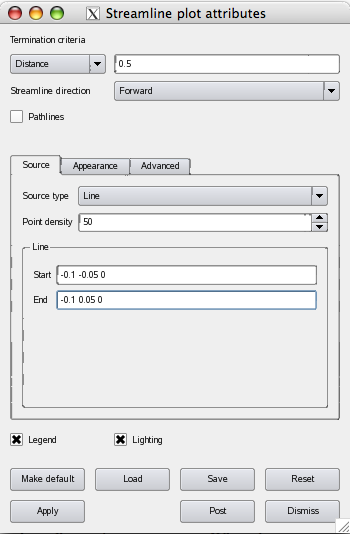 Streamline plot attributes
Termination criteria
Distance 0.5
Streamline direction Forward
Pathlines
Source Appearance Advanced
Source type Line
Point density 50
Line
Start -0.1 -0.05 0
End -0.1 0.05 0
Legend Lighting
Make default Load Save Reset
Apply Post Dismiss